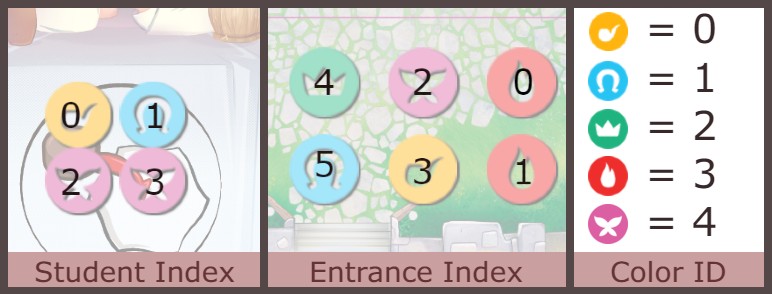 0 1
2 3
Student Index
4 2 0
5 3 1
Entrance Index
= 0
= 1
= 2
= 3
= 4
Color ID